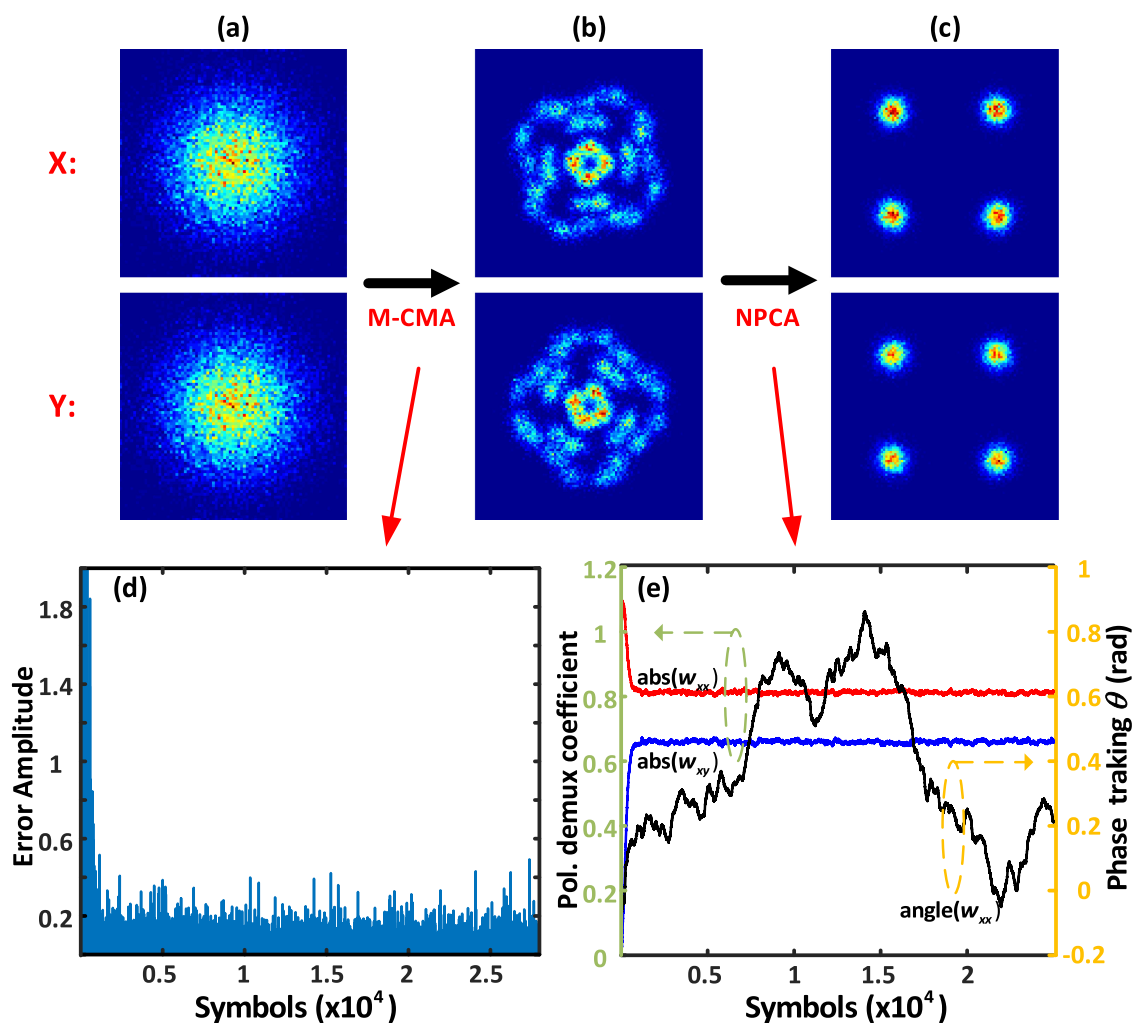 (a)
(b)
(c)
X:
M-CMA
NPCA
Y:
(d)
Error Amplitude
1.8
1.4
1
0.6
0.2
0.5
1
1.5
2
2.5
Symbols (x10⁴)
(e)
Pol. demux coefficient
1.2
1
0.8
0.6
0.4
0.2
0
abs(w_xx)
abs(w_xy)
angle(w_xx)
1
0.8
0.6
0.4
0.2
0
-0.2
Phase traking θ (rad)
0.5
1
1.5
2
Symbols (x10⁴)